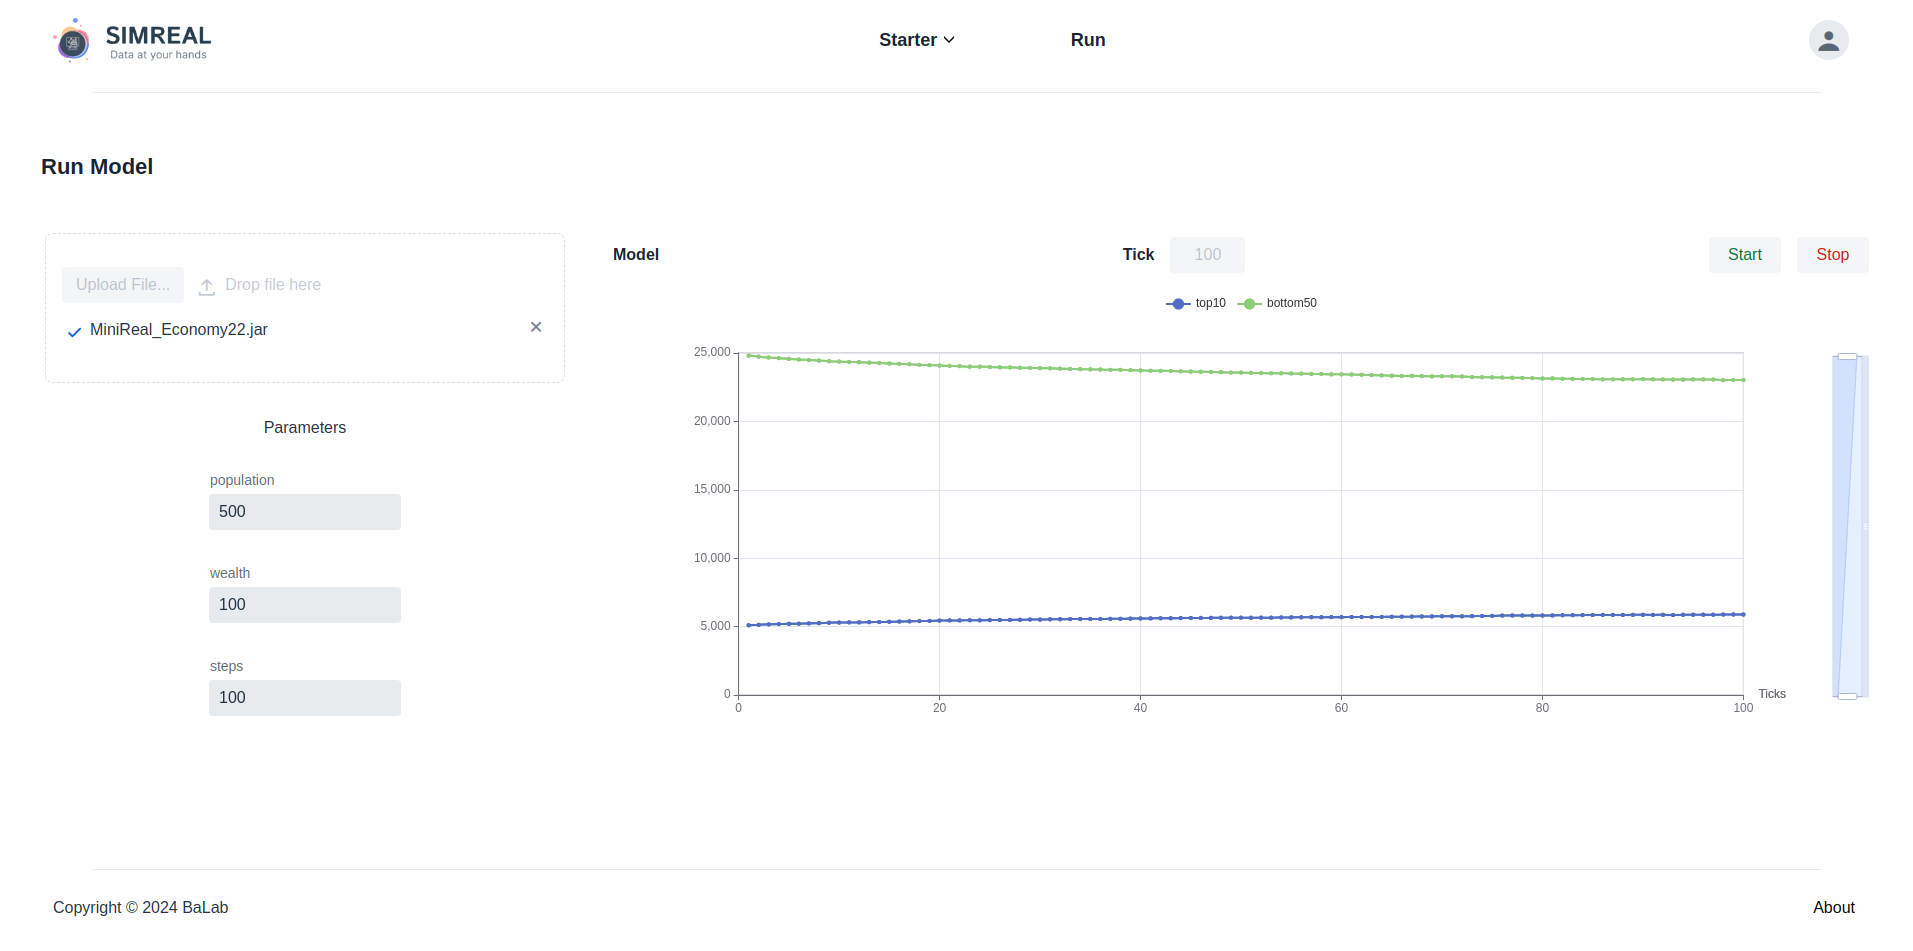 SIMREAL
Data at your hands
Starter
Run
Run Model
Upload File...
Drop file here
MiniReal_Economy22.jar
Parameters
population
500
wealth
100
steps
100
Model
Tick
100
Start
Stop
top10
bottom50
25,000
20,000
15,000
10,000
5,000
0
0
20
40
60
80
100
Ticks
Copyright © 2024 BaLab
About